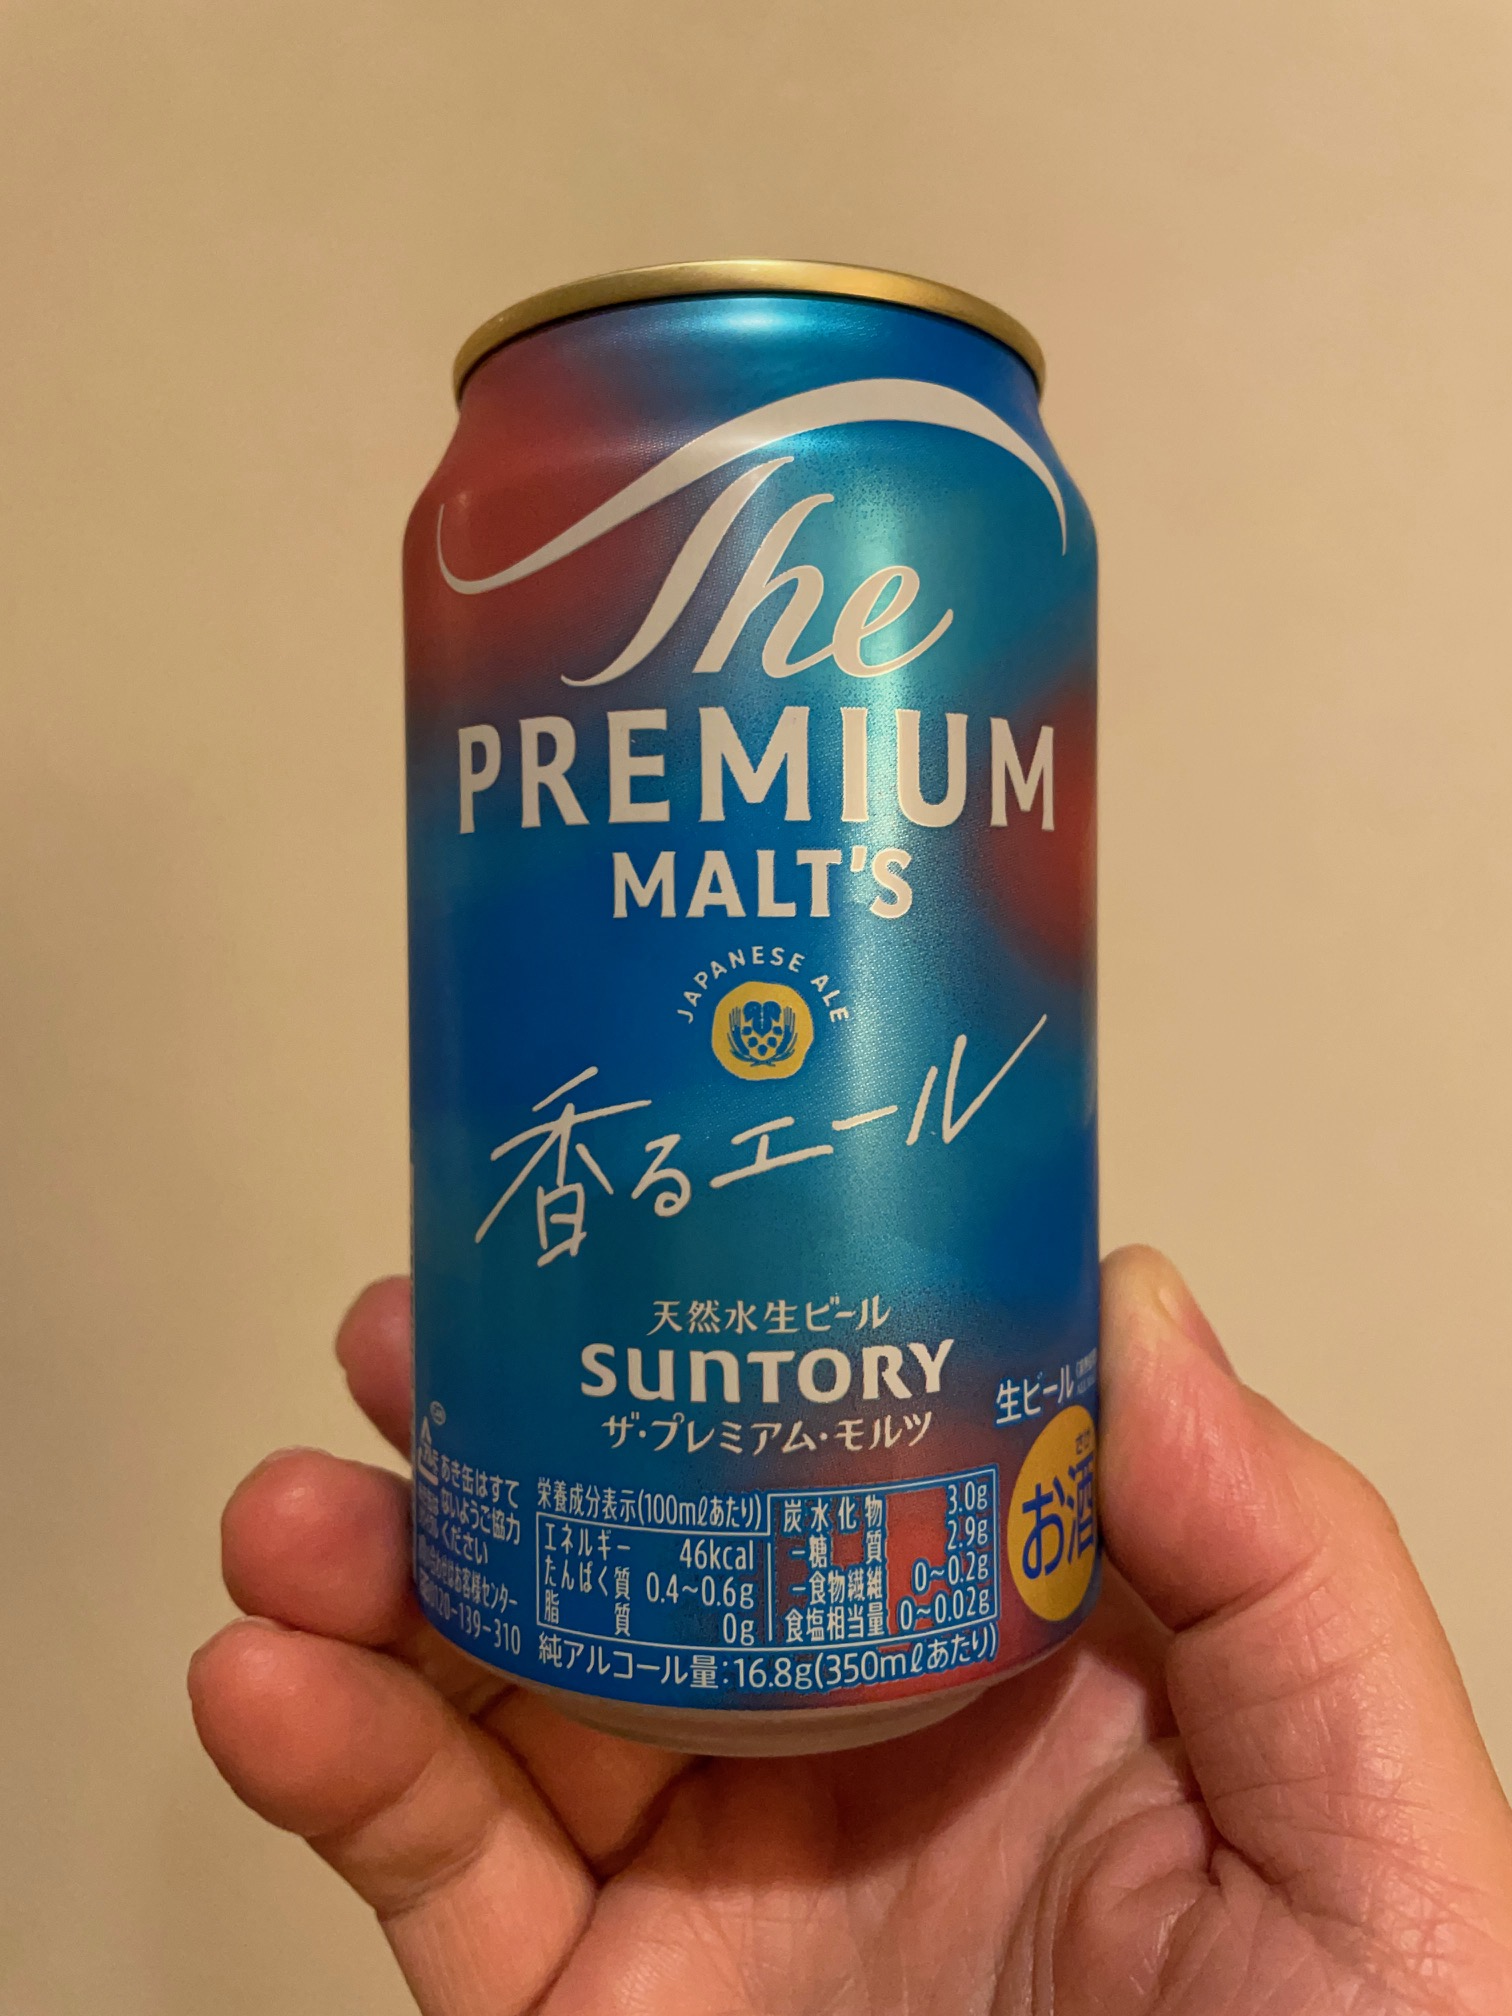 The
PREMIUM
MALT'S
JAPANESE ALE
香るエール
天然水生ビール
SUNTORY
ザ・プレミアム・モルツ
生ビール
お酒
あき缶はすて
ないようご協力
ください
お客様センター
0120-139-310
栄養成分表示(100mℓあたり)
エネルギー 46kcal
たんぱく質 0.4~0.6g
脂質 0g
炭水化物 3.0g
-糖質 2.9g
-食物繊維 0~0.2g
食塩相当量 0~0.02g
純アルコール量:16.8g(350mℓあたり)